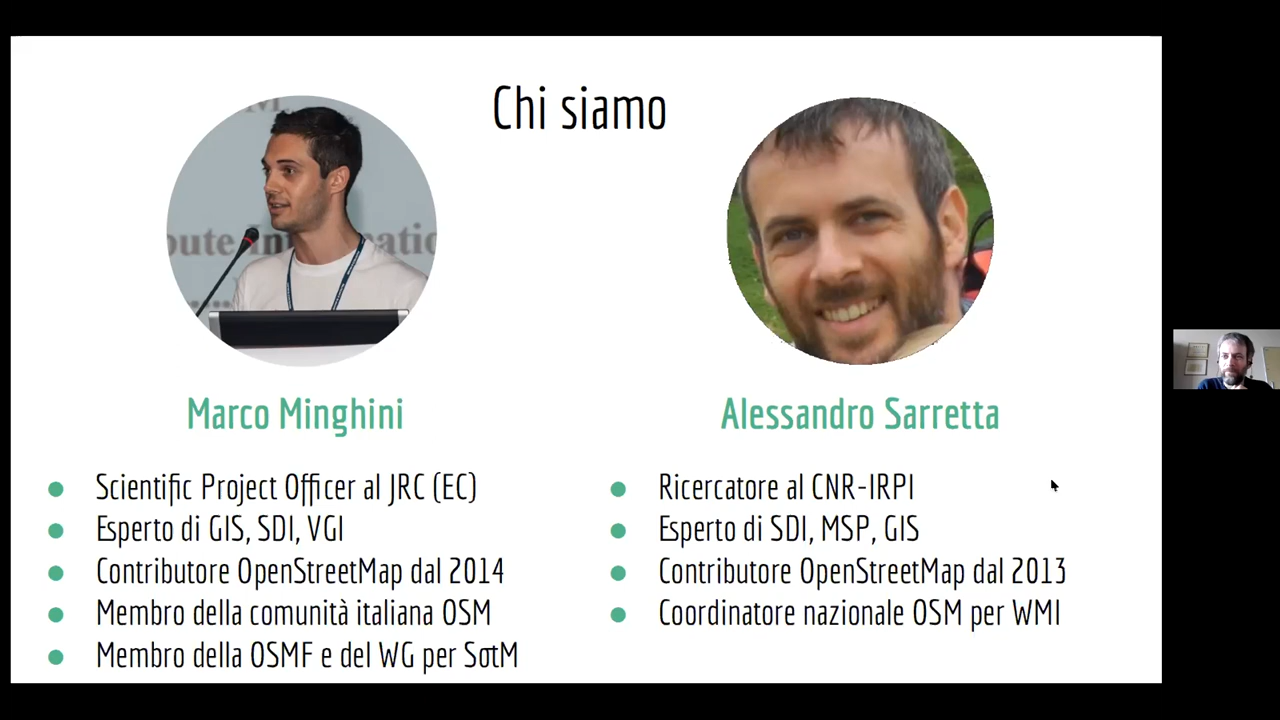 Chi siamo
bute Information
Marco Minghini
Scientific Project Officer al JRC (EC)
Esperto di GIS, SDI, VGI
Contributore OpenStreetMap dal 2014
Membro della comunità italiana OSM
Membro della OSMF e del WG per SotM
Alessandro Sarretta
Ricercatore al CNR-IRPI
Esperto di SDI, MSP, GIS
Contributore OpenStreetMap dal 2013
Coordinatore nazionale OSM per WMI